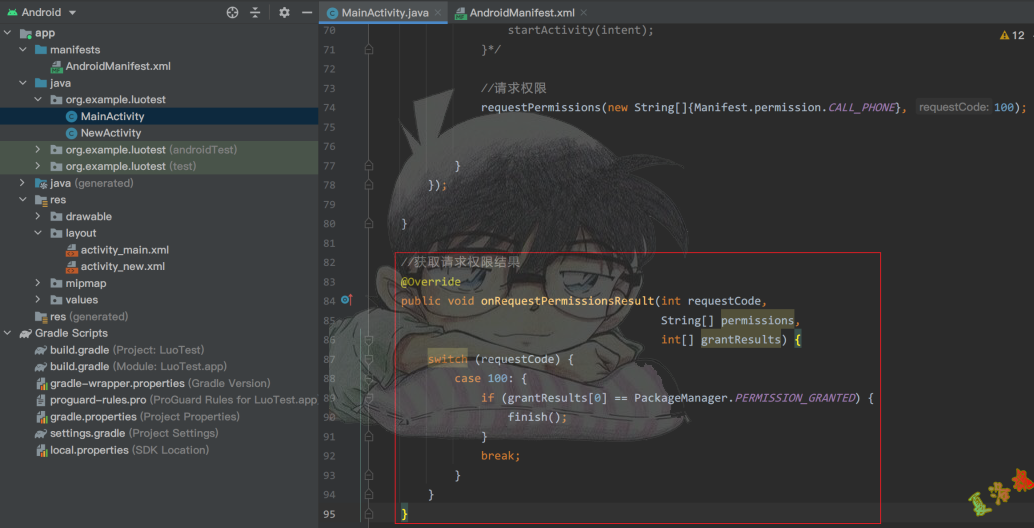 Android
MainActivity.java
AndroidManifest.xml
app
manifests
AndroidManifest.xml
java
org.example.luotest
MainActivity
NewActivity
org.example.luotest (androidTest)
org.example.luotest (test)
java (generated)
res
drawable
layout
activity_main.xml
activity_new.xml
mipmap
values
res (generated)
Gradle Scripts
build.gradle (Project: LuoTest)
build.gradle (Module: LuoTest.app)
gradle-wrapper.properties (Gradle Version)
proguard-rules.pro (ProGuard Rules for LuoTest.app
gradle.properties (Project Properties)
settings.gradle (Project Settings)
local.properties (SDK Location)
12
70 startActivity(intent);
71 }*/
72
73 //请求权限
74 requestPermissions(new String[]{Manifest.permission.CALL_PHONE}, requestCode: 100);
75
76
77 }
78 });
79
80 }
81
82 //获取请求权限结果
83 @Override
84 public void onRequestPermissionsResult(int requestCode,
85 String[] permissions,
86 int[] grantResults) {
87 switch (requestCode) {
88 case 100: {
89 if (grantResults[0] == PackageManager.PERMISSION_GRANTED) {
90 finish();
91 }
92 break;
93 }
94 }
95 }